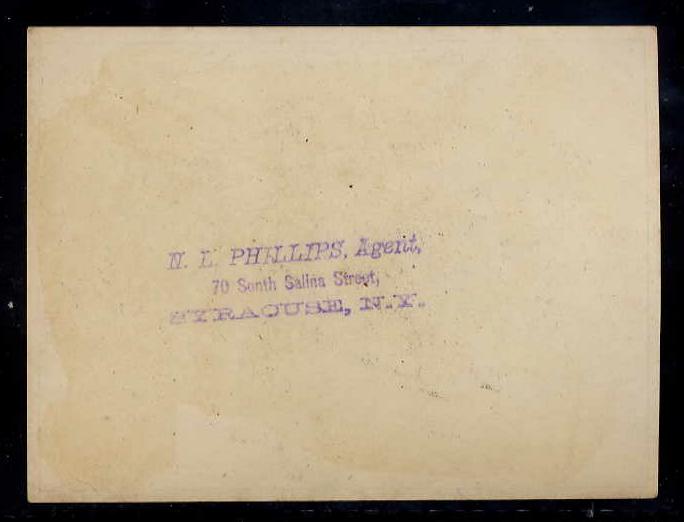 N. L. PHILLIPS, Agent,
70 South Salina Street,
SYRACUSE, N.Y.